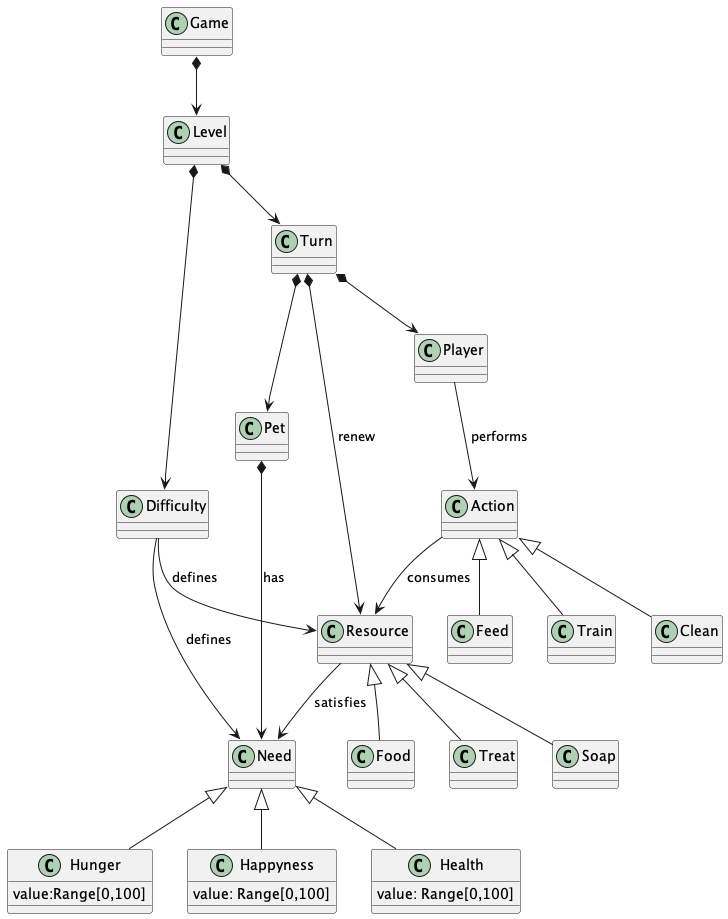 C Game
C Level
C Turn
C Player
C Pet
renew
performs
C Difficulty
C Action
defines
has
consumes
C Resource
C Feed
C Train
C Clean
defines
satisfies
C Need
C Food
C Treat
C Soap
C Hunger
value:Range[0,100]
C Happyness
value: Range[0,100]
C Health
value: Range[0,100]